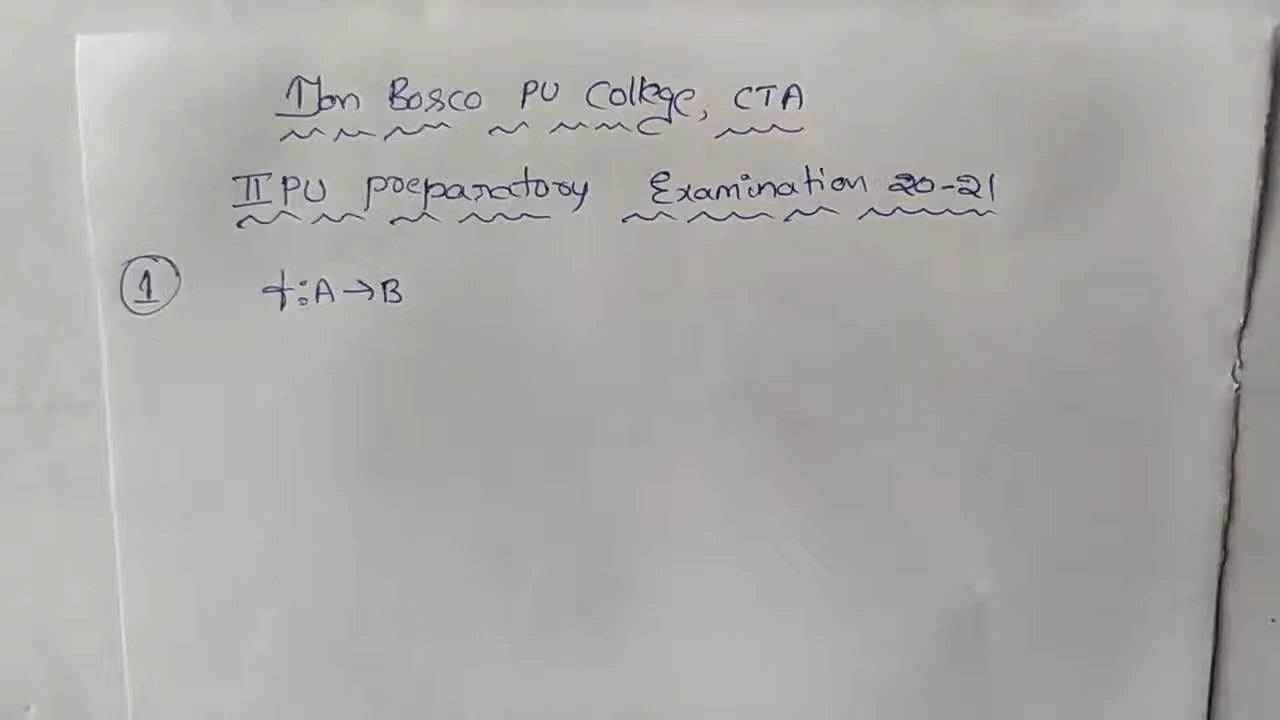 Don Bosco PU College, CTA
II PU preparatory Examination 20-21
1 f:A→B